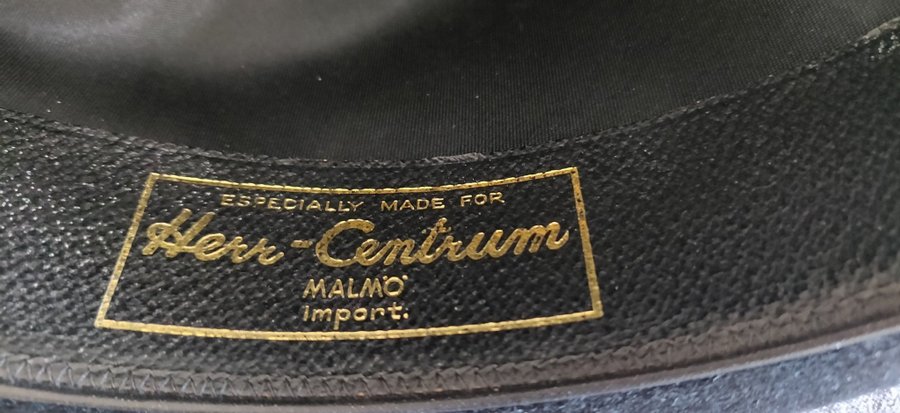 ESPECIALLY MADE FOR
Herr-Centrum
MALMÖ
import.